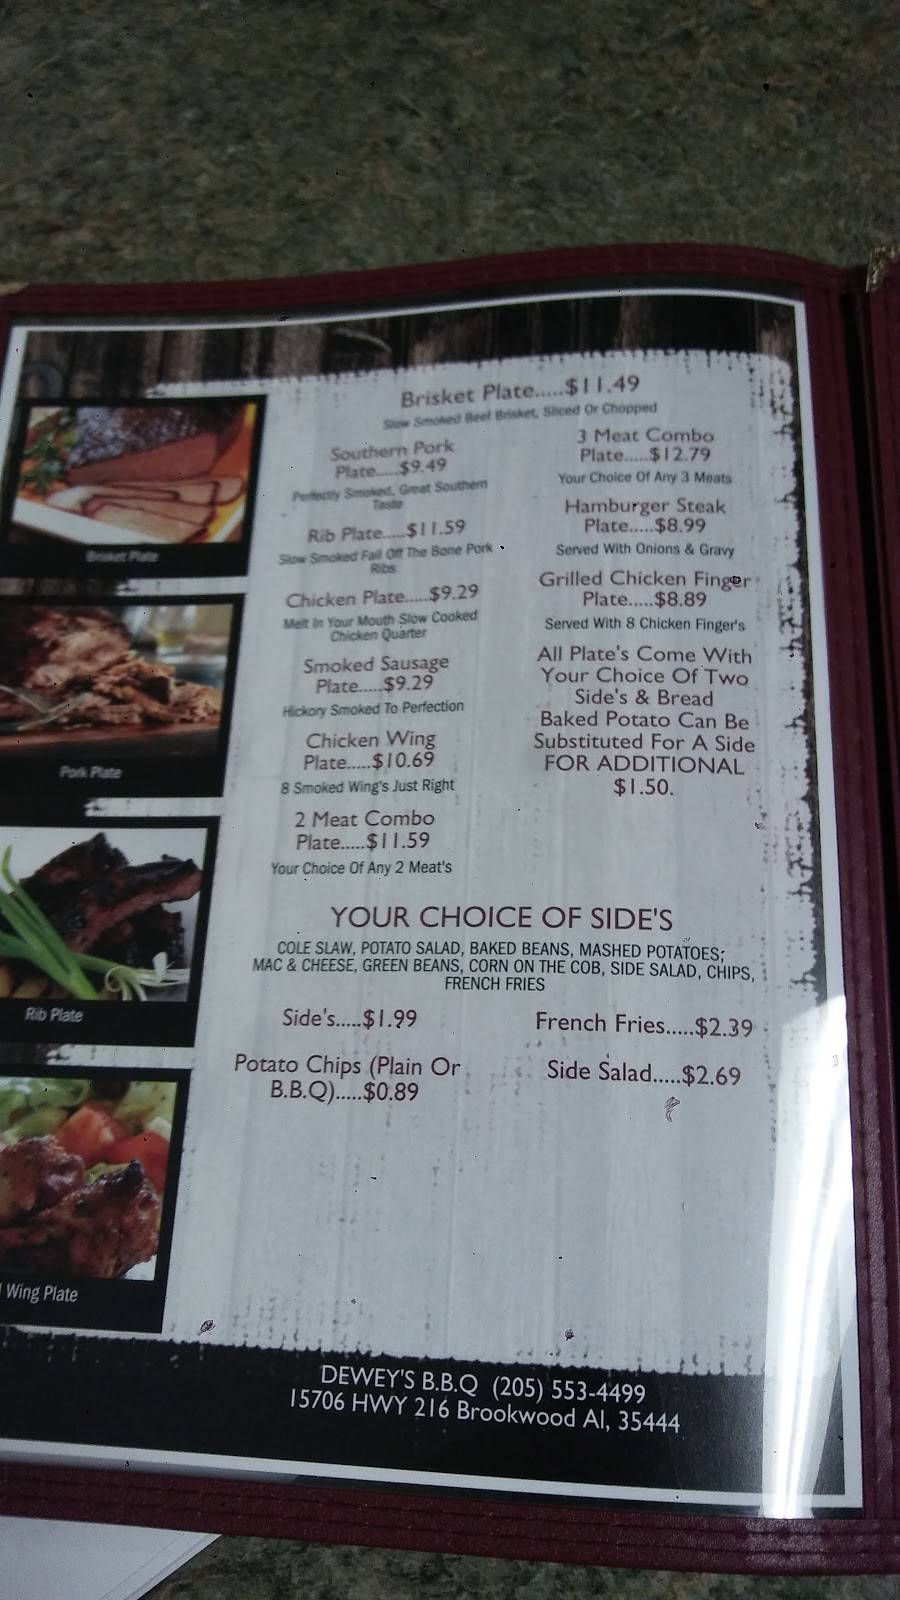 Brisket Plate.....$11.49
Slow Smoked Beef Brisket, Sliced Or Chopped
Southern Pork
Plate.....$9.49
Perfectly Smoked, Great Southern
Taste
Rib Plate.....$11.59
Slow Smoked Fall Off The Bone Pork
Ribs
Chicken Plate.....$9.29
Melt In Your Mouth Slow Cooked
Chicken Quarter
Smoked Sausage
Plate.....$9.29
Hickory Smoked To Perfection
Chicken Wing
Plate.....$10.69
8 Smoked Wing's Just Right
2 Meat Combo
Plate.....$11.59
Your Choice Of Any 2 Meat's
3 Meat Combo
Plate.....$12.79
Your Choice Of Any 3 Meats
Hamburger Steak
Plate.....$8.99
Served With Onions & Gravy
Grilled Chicken Finger
Plate.....$8.89
Served With 8 Chicken Finger's
All Plate's Come With
Your Choice Of Two
Side's & Bread
Baked Potato Can Be
Substituted For A Side
FOR ADDITIONAL
$1.50.
YOUR CHOICE OF SIDE'S
COLE SLAW, POTATO SALAD, BAKED BEANS, MASHED POTATOES;
MAC & CHEESE, GREEN BEANS, CORN ON THE COB, SIDE SALAD, CHIPS,
FRENCH FRIES
Side's.....$1.99
French Fries.....$2.39
Potato Chips (Plain Or
B.B.Q).....$0.89
Side Salad.....$2.69
Brisket Plate
Pork Plate
Rib Plate
Wing Plate
DEWEY'S B.B.Q (205) 553-4499
15706 HWY 216 Brookwood Al, 35444